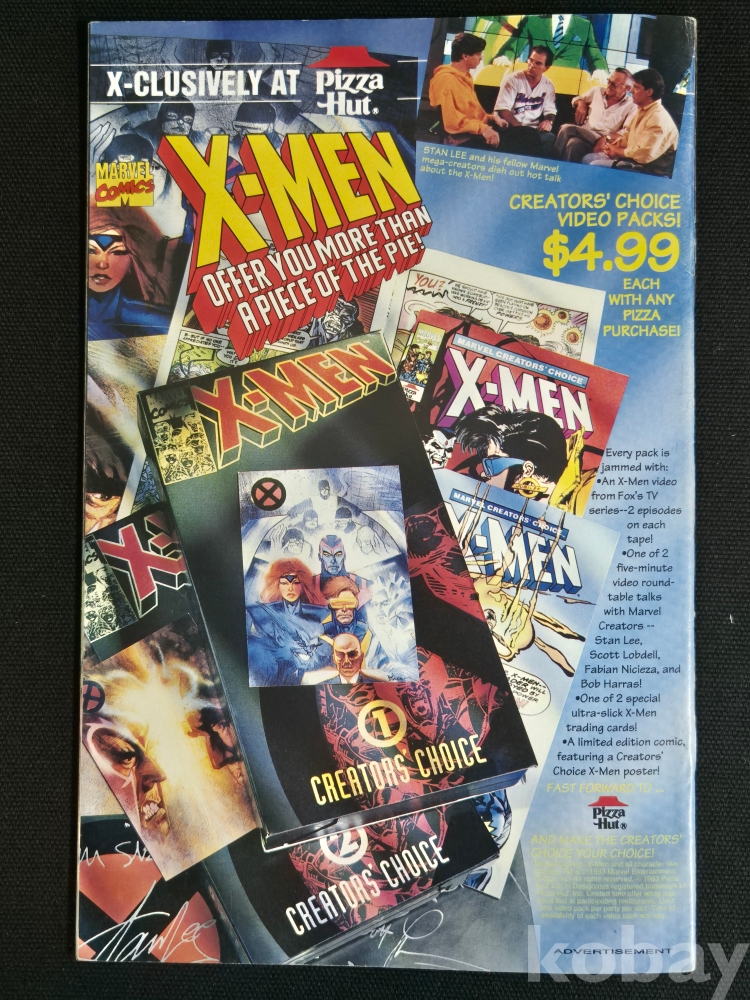 X-CLUSIVELY AT Pizza Hut®
MARVEL COMICS
X-MEN
OFFER YOU MORE THAN
A PIECE OF THE PIE!
STAN LEE and his fellow Marvel
mega-creators dish out hot talk
about the X-Men!
CREATORS' CHOICE
VIDEO PACKS!
$4.99
EACH
WITH ANY
PIZZA
PURCHASE!
YOU?
MARVEL CREATORS' CHOICE
X-MEN
MARVEL CREATORS' CHOICE
X-MEN
X-MEN
X
1
CREATORS' CHOICE
2
CREATORS' CHOICE
Every pack is
jammed with:
•An X-Men video
from Fox's TV
series--2 episodes
on each
tape!
•One of 2
five-minute
video round-
table talks
with Marvel
Creators --
Stan Lee,
Scott Lobdell,
Fabian Nicieza, and
Bob Harras!
•One of 2 special
ultra-slick X-Men
trading cards!
•A limited edition comic,
featuring a Creators'
Choice X-Men poster!
FAST FORWARD TO ...
Pizza Hut®
AND MAKE THE CREATORS'
CHOICE YOUR CHOICE!
Stan Lee
ADVERTISEMENT
kobay